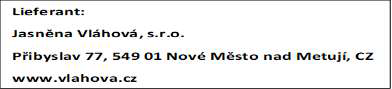 Lieferant:
Jasněna Vláhová, s.r.o.
Přibyslav 77, 549 01 Nové Město nad Metují, CZ
www.vlahova.cz